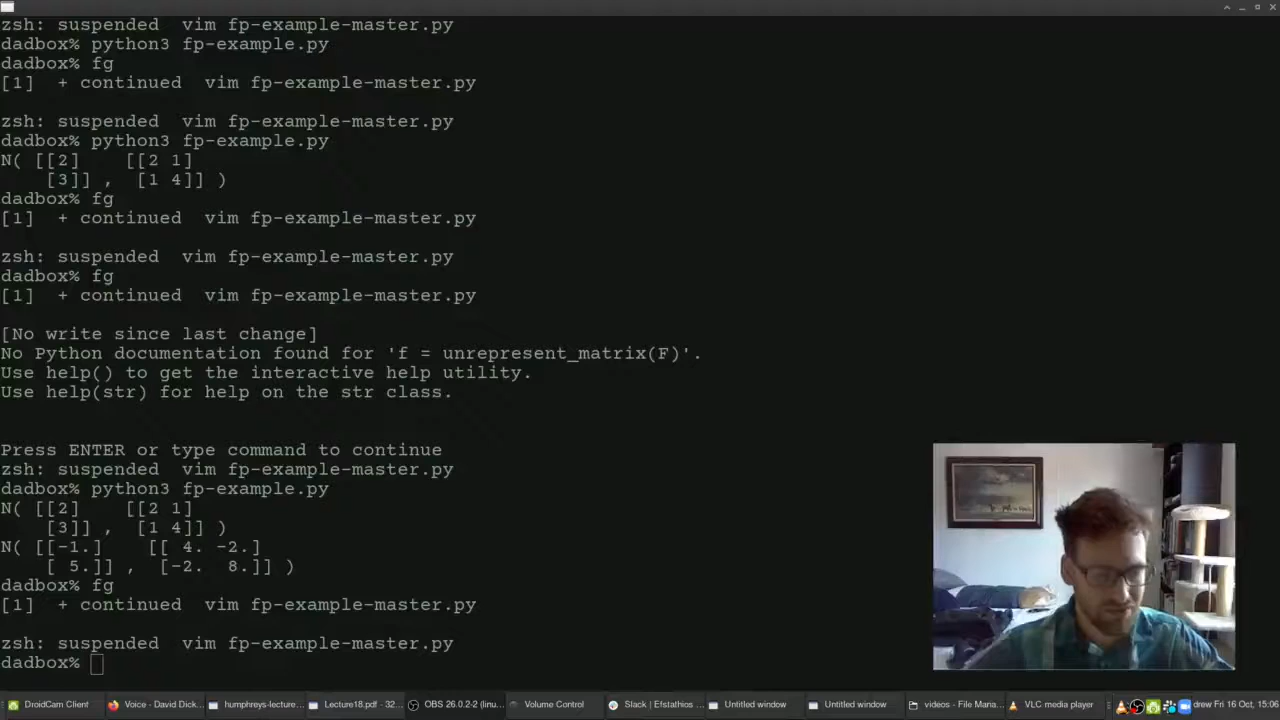 zsh: suspended  vim fp-example-master.py
dadbox% python3 fp-example.py
dadbox% fg
[1]  + continued  vim fp-example-master.py
zsh: suspended  vim fp-example-master.py
dadbox% python3 fp-example.py
N( [[2]     [[2 1]
     [3]] ,  [1 4]] )
dadbox% fg
[1]  + continued  vim fp-example-master.py
zsh: suspended  vim fp-example-master.py
dadbox% fg
[1]  + continued  vim fp-example-master.py
[No write since last change]
No Python documentation found for 'f = unrepresent_matrix(F)'.
Use help() to get the interactive help utility.
Use help(str) for help on the str class.
Press ENTER or type command to continue
zsh: suspended  vim fp-example-master.py
dadbox% python3 fp-example.py
N( [[2]     [[2 1]
     [3]] ,  [1 4]] )
N( [[-1.]     [[ 4. -2.]
     [ 5.]] ,  [-2.  8.]] )
dadbox% fg
[1]  + continued  vim fp-example-master.py
zsh: suspended  vim fp-example-master.py
dadbox%
DroidCam Client Voice - David Dick... humphreys-lecture... Lecture18.pdf - 32... OBS 26.0.2-2 (linu... Volume Control Slack | Efstathios ... Untitled window Untitled window videos - File Mana... VLC media player drew Fri 16 Oct, 15:06